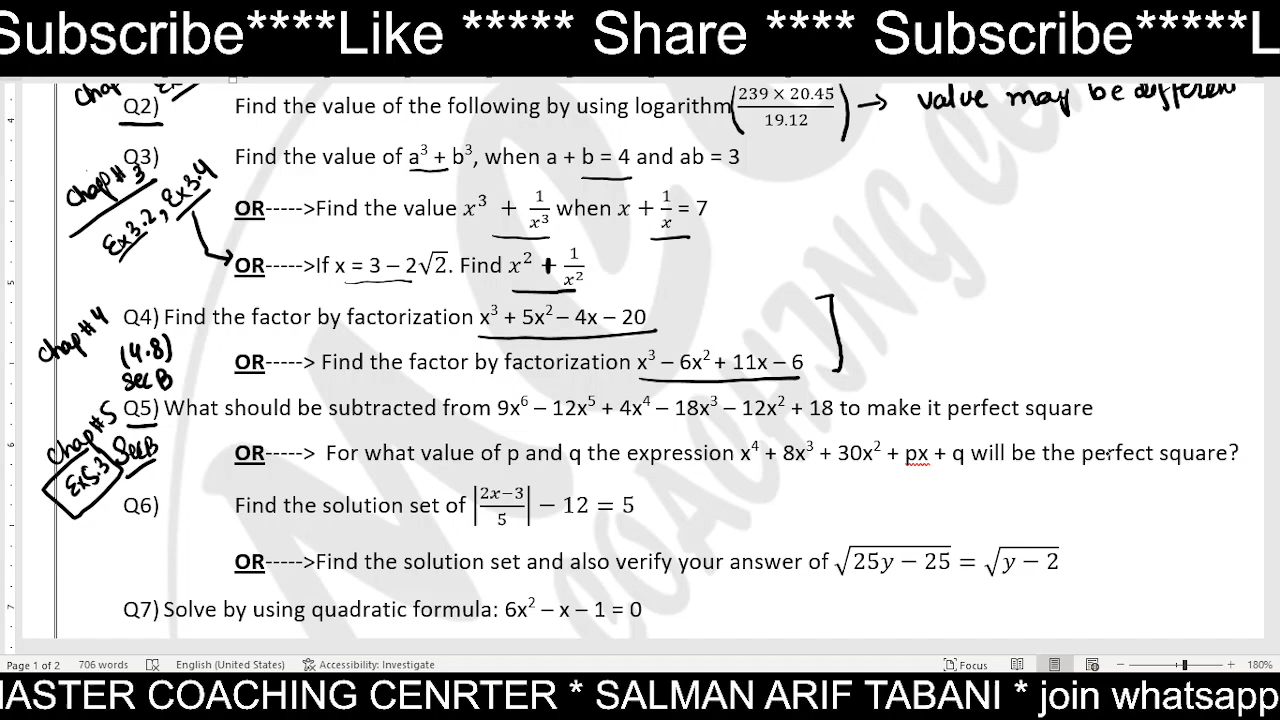 Subscribe****Like ***** Share **** Subscribe*****L
chap
Q2) Find the value of the following by using logarithm (239 × 20.45 / 19.12) → value may be different
Q3) Find the value of a³ + b³, when a + b = 4 and ab = 3
chap# 3
Ex3.2, Ex3.4
OR----->Find the value x³ + 1/x³ when x + 1/x = 7
OR----->If x = 3 – 2√2. Find x² + 1/x²
chap#4
(4.8)
sec B
Q4) Find the factor by factorization x³ + 5x² – 4x – 20
OR-----> Find the factor by factorization x³ – 6x² + 11x – 6
chap#5
SecB
Ex5.3
Q5) What should be subtracted from 9x⁶ – 12x⁵ + 4x⁴ – 18x³ – 12x² + 18 to make it perfect square
OR-----> For what value of p and q the expression x⁴ + 8x³ + 30x² + px + q will be the perfect square?
Q6) Find the solution set of |2x−3 / 5| − 12 = 5
OR----->Find the solution set and also verify your answer of √25y − 25 = √y − 2
Q7) Solve by using quadratic formula: 6x² – x – 1 = 0
Page 1 of 2 706 words English (United States) Accessibility: Investigate Focus 180%
MASTER COACHING CENRTER * SALMAN ARIF TABANI * join whatsapp